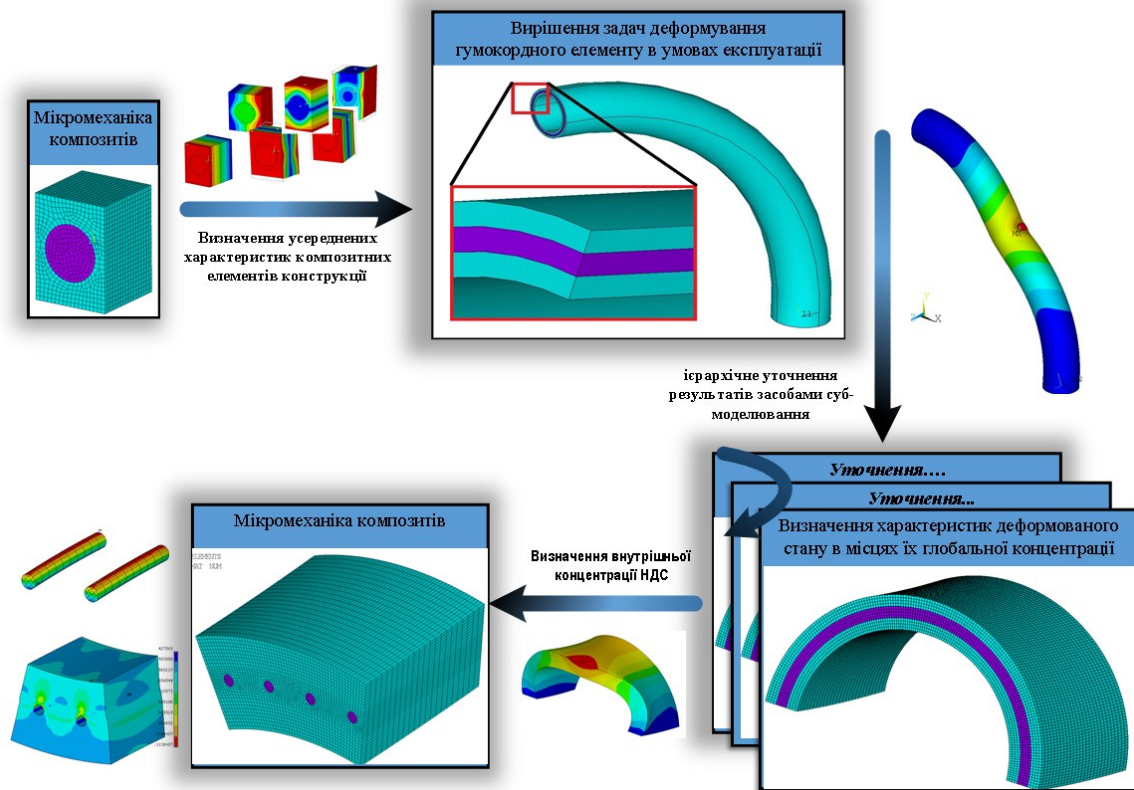 Вирішення задач деформування
гумокордного елементу в умовах експлуатації
Мікромеханіка
композитів
Визначення усереднених
характеристик композитних
елементів конструкції
11
Y
X
Z
ієрархічне уточнення
результатів засобами суб-
моделювання
Уточнення....
Уточнення...
Визначення характеристик деформованого
стану в місцях їх глобальної концентрації
Визначення внутрішньої
концентрації НДС
Мікромеханіка композитів
ELEMENTS
MAT NUM